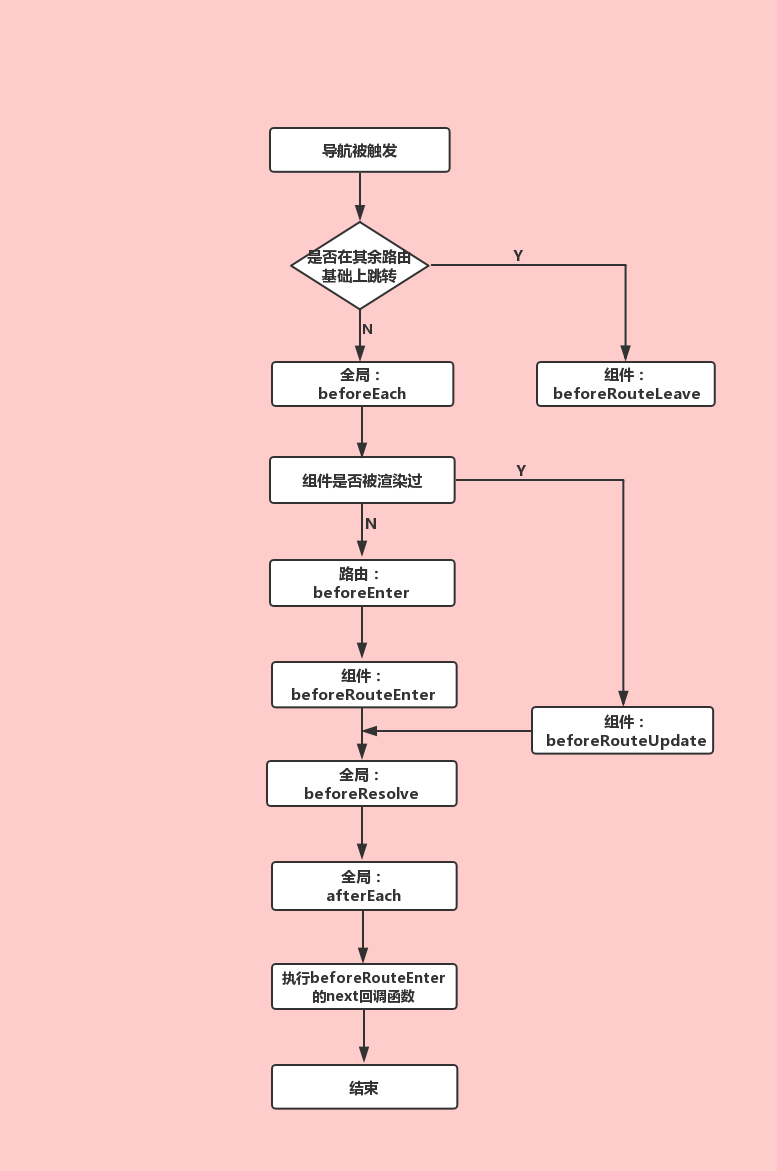 导航被触发
是否在其余路由
基础上跳转
Y
N
全局：
beforeEach
组件：
beforeRouteLeave
组件是否被渲染过
Y
N
路由：
beforeEnter
组件：
beforeRouteEnter
组件：
beforeRouteUpdate
全局：
beforeResolve
全局：
afterEach
执行beforeRouteEnter
的next回调函数
结束